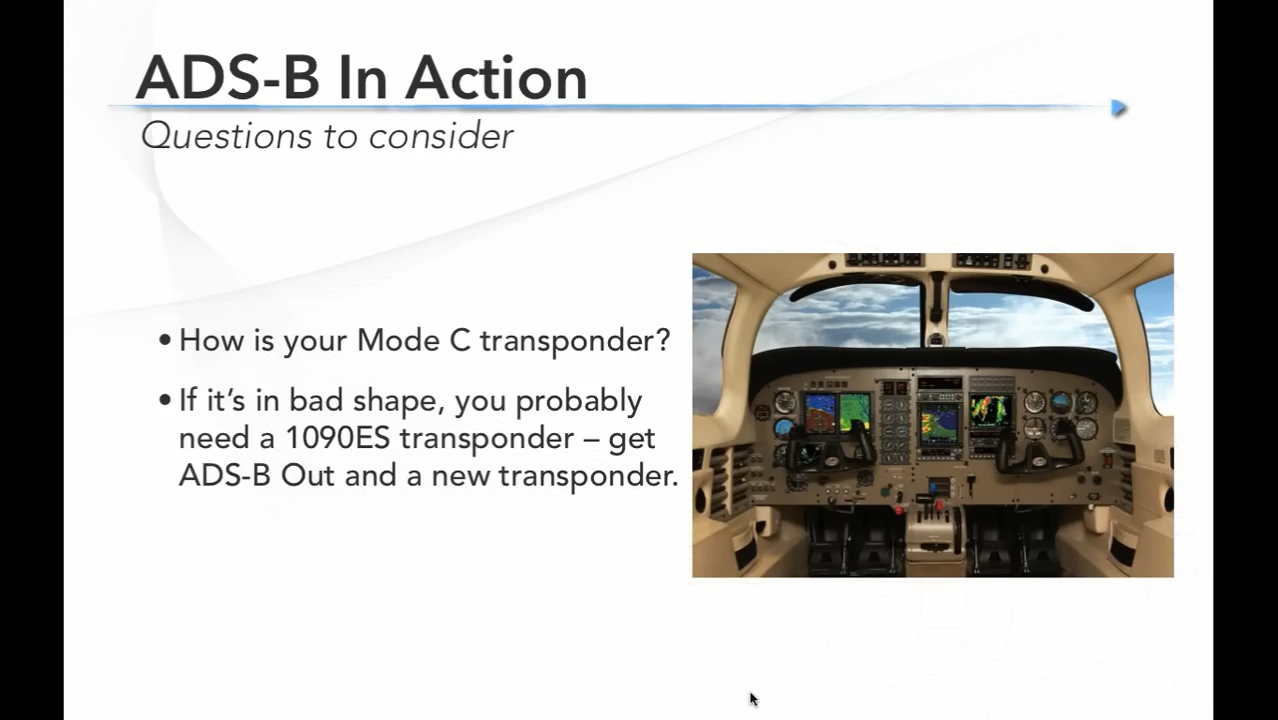 ADS-B In Action
Questions to consider
• How is your Mode C transponder?
• If it’s in bad shape, you probably
need a 1090ES transponder – get
ADS-B Out and a new transponder.